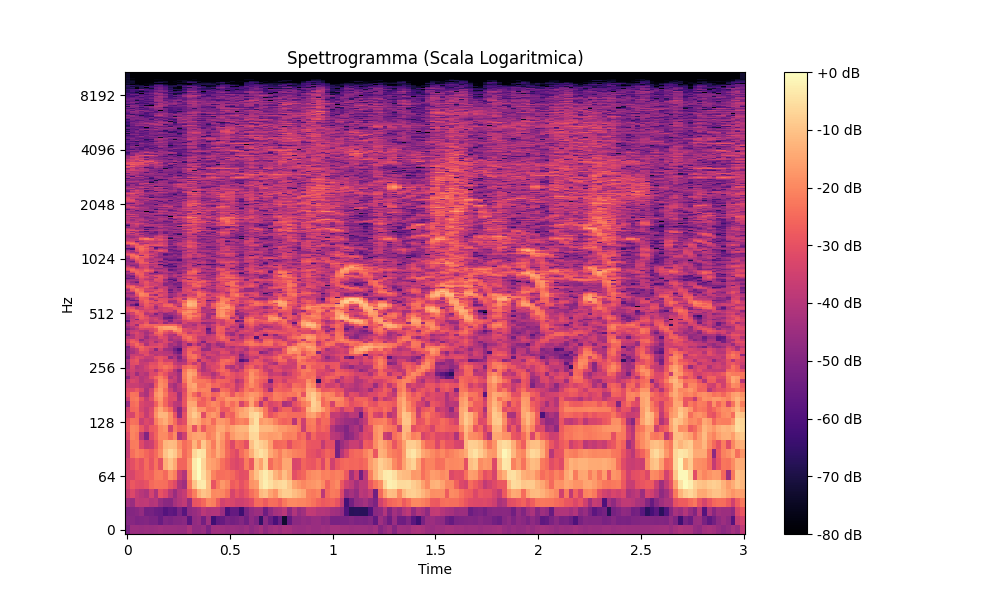 Spettrogramma (Scala Logaritmica)
Hz
8192
4096
2048
1024
512
256
128
64
0
0
0.5
1
1.5
2
2.5
3
Time
+0 dB
-10 dB
-20 dB
-30 dB
-40 dB
-50 dB
-60 dB
-70 dB
-80 dB